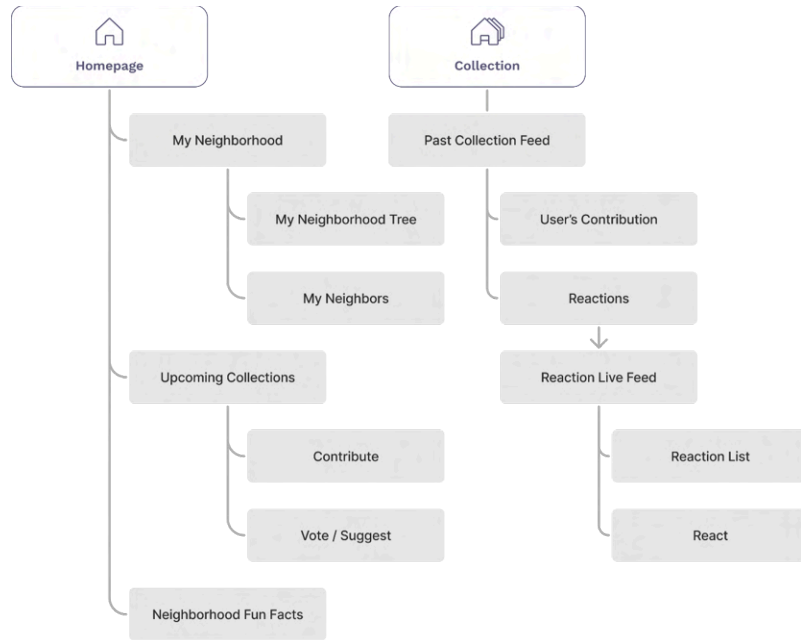 Homepage
My Neighborhood
My Neighborhood Tree
My Neighbors
Upcoming Collections
Contribute
Vote / Suggest
Neighborhood Fun Facts
Collection
Past Collection Feed
User's Contribution
Reactions
Reaction Live Feed
Reaction List
React